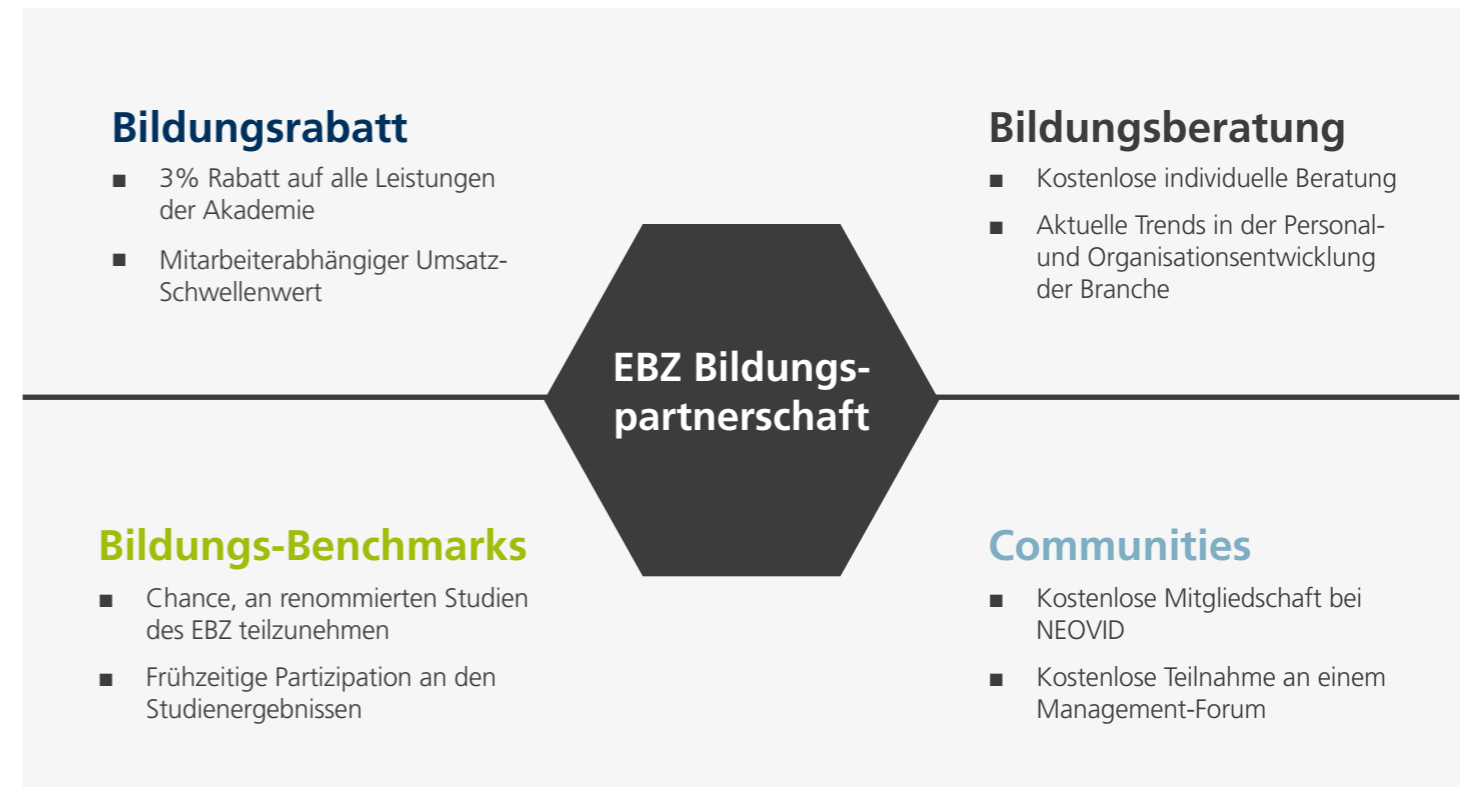 Bildungsrabatt
■ 3% Rabatt auf alle Leistungen
der Akademie
■ Mitarbeiterabhängiger Umsatz-
Schwellenwert
Bildungsberatung
■ Kostenlose individuelle Beratung
■ Aktuelle Trends in der Personal-
und Organisationsentwicklung
der Branche
EBZ Bildungs-
partnerschaft
Bildungs-Benchmarks
■ Chance, an renommierten Studien
des EBZ teilzunehmen
■ Frühzeitige Partizipation an den
Studienergebnissen
Communities
■ Kostenlose Mitgliedschaft bei
NEOVID
■ Kostenlose Teilnahme an einem
Management-Forum